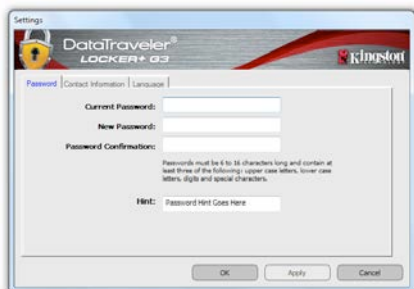 Settings
DataTraveler®
LOCKER+ G3
Kingston
Password Contact Information Language
Current Password:
New Password:
Password Confirmation:
Passwords must be 6 to 16 characters long and contain at
least three of the following: upper case letters, lower case
letters, digits and special characters.
Hint: Password Hint Goes Here
OK Apply Cancel